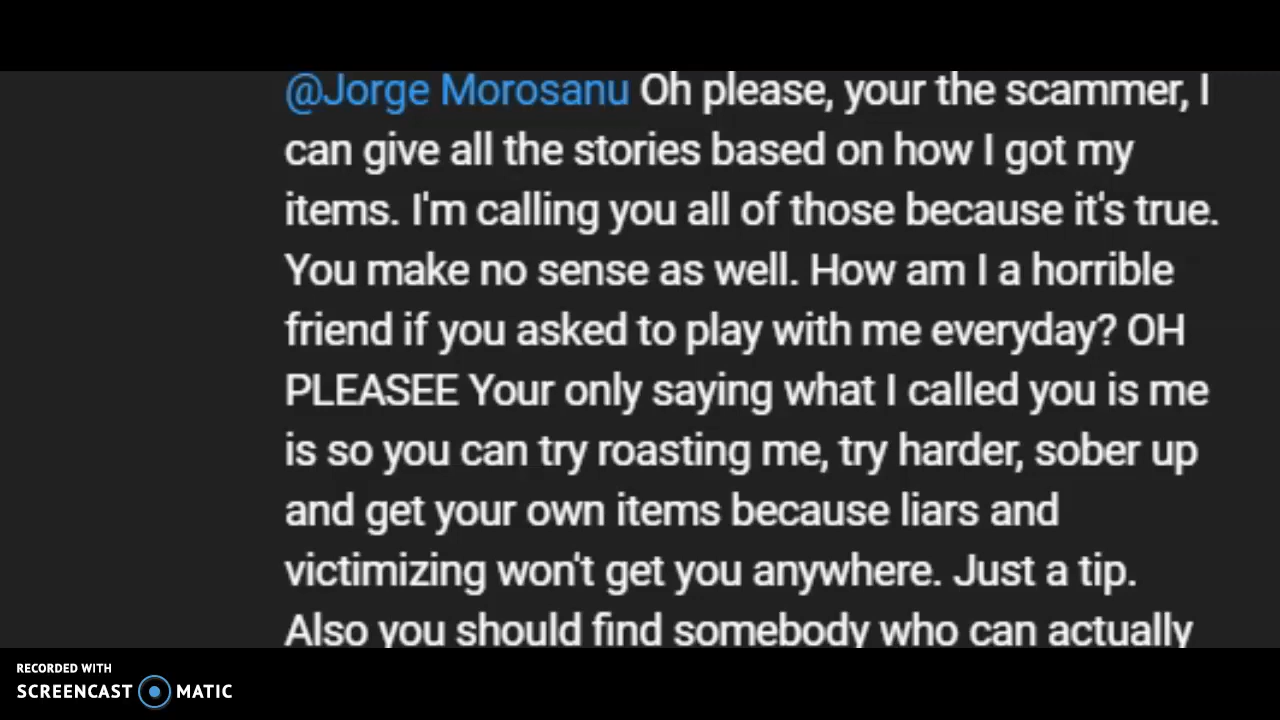 @Jorge Morosanu Oh please, your the scammer, I
can give all the stories based on how I got my
items. I'm calling you all of those because it's true.
You make no sense as well. How am I a horrible
friend if you asked to play with me everyday? OH
PLEASEE Your only saying what I called you is me
is so you can try roasting me, try harder, sober up
and get your own items because liars and
victimizing won't get you anywhere. Just a tip.
Also you should find somebody who can actually
RECORDED WITH
SCREENCAST MATIC